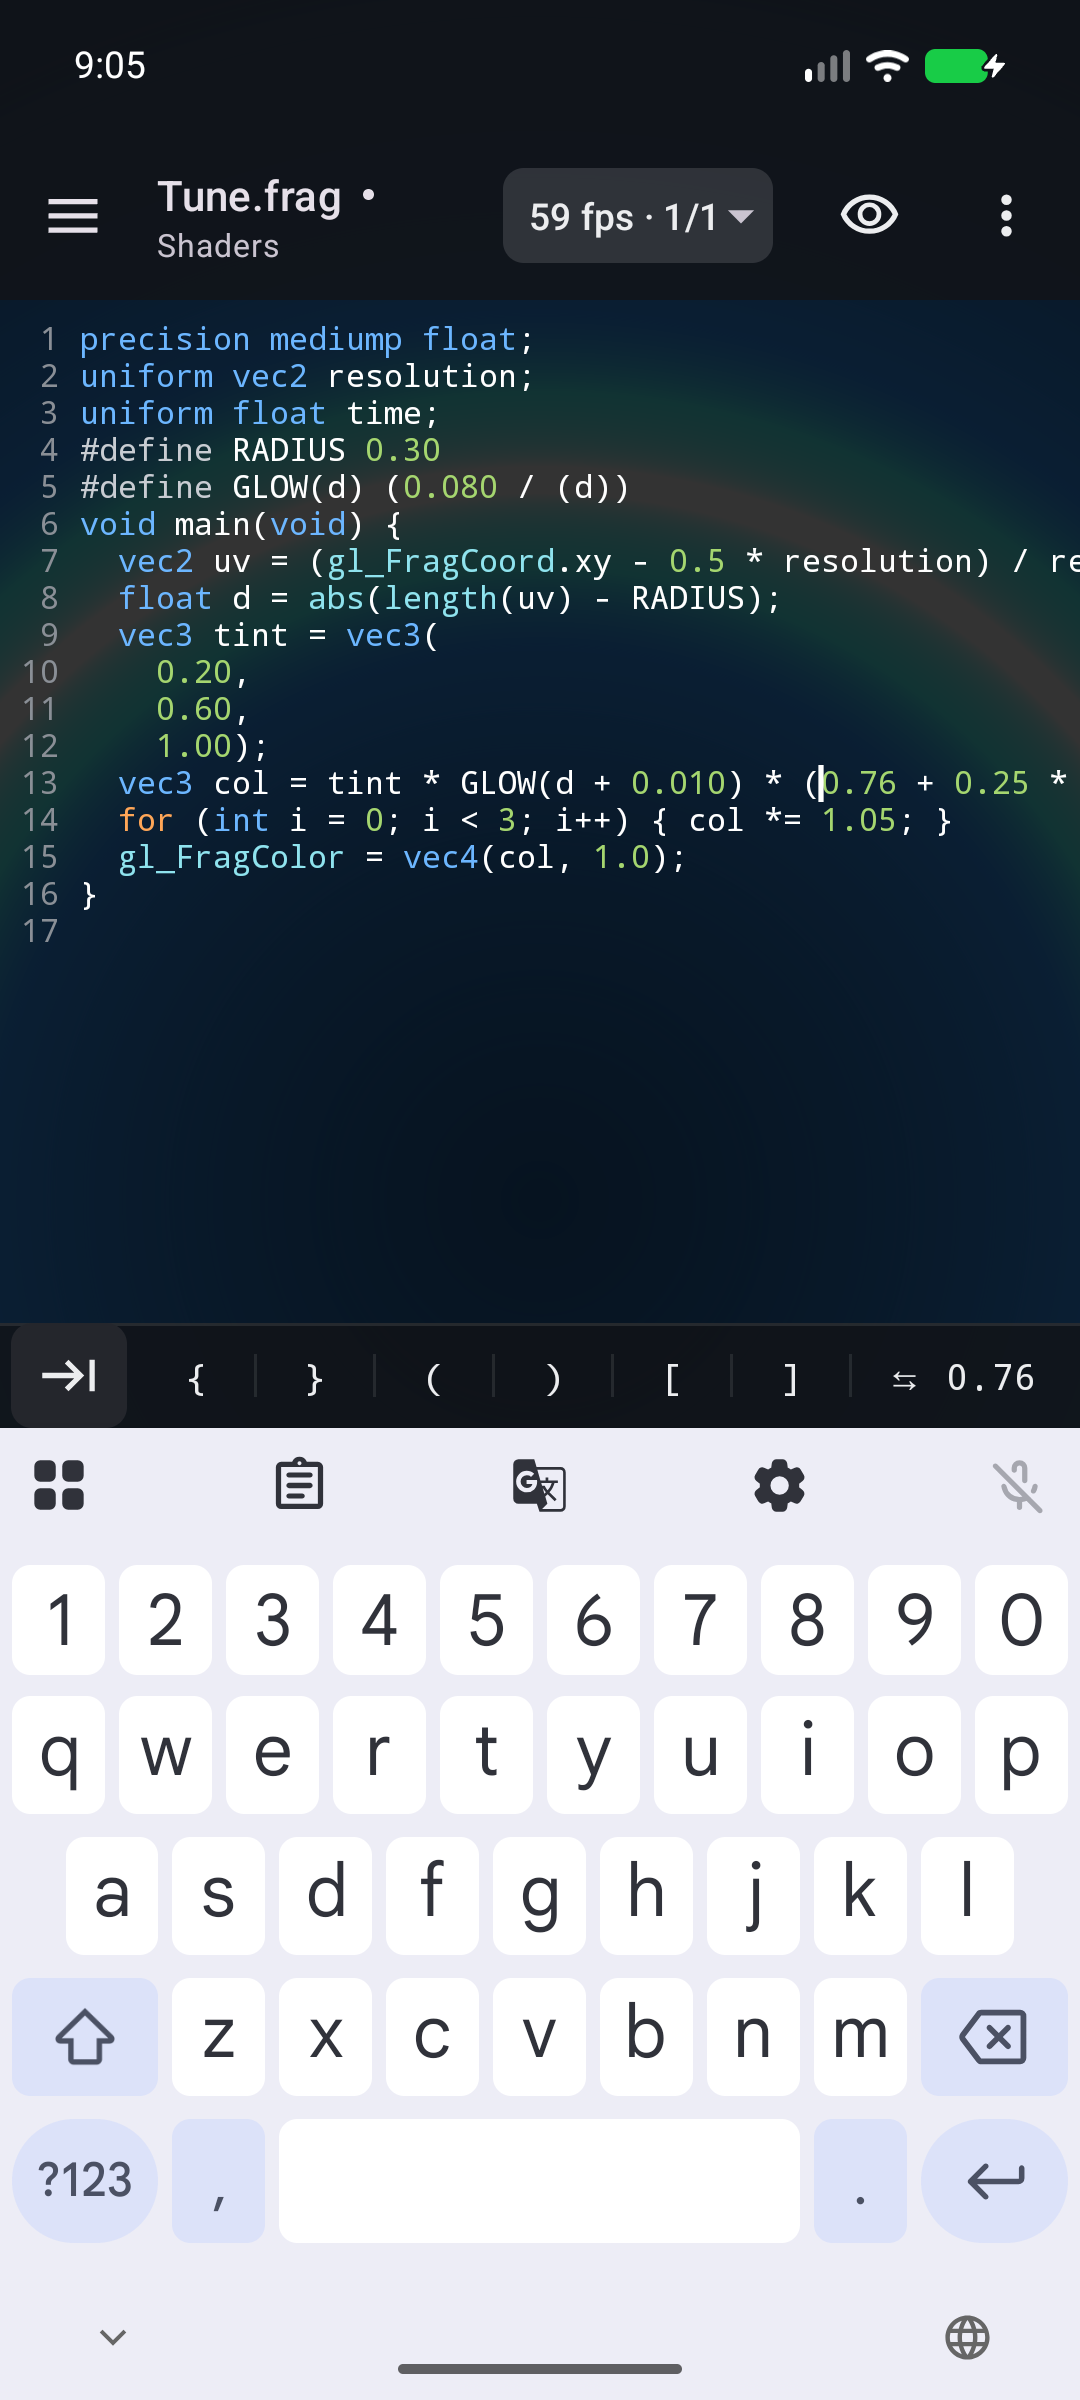 9:05
Tune.frag •
Shaders
59 fps · 1/1
1 precision mediump float;
2 uniform vec2 resolution;
3 uniform float time;
4 #define RADIUS 0.30
5 #define GLOW(d) (0.080 / (d))
6 void main(void) {
7 vec2 uv = (gl_FragCoord.xy - 0.5 * resolution) / re
8 float d = abs(length(uv) - RADIUS);
9 vec3 tint = vec3(
10 0.20,
11 0.60,
12 1.00);
13 vec3 col = tint * GLOW(d + 0.010) * (0.76 + 0.25 *
14 for (int i = 0; i < 3; i++) { col *= 1.05; }
15 gl_FragColor = vec4(col, 1.0);
16 }
17
{ } ( ) [ ] ⇆ 0.76
1 2 3 4 5 6 7 8 9 0
q w e r t y u i o p
a s d f g h j k l
z x c v b n m
?123 , .